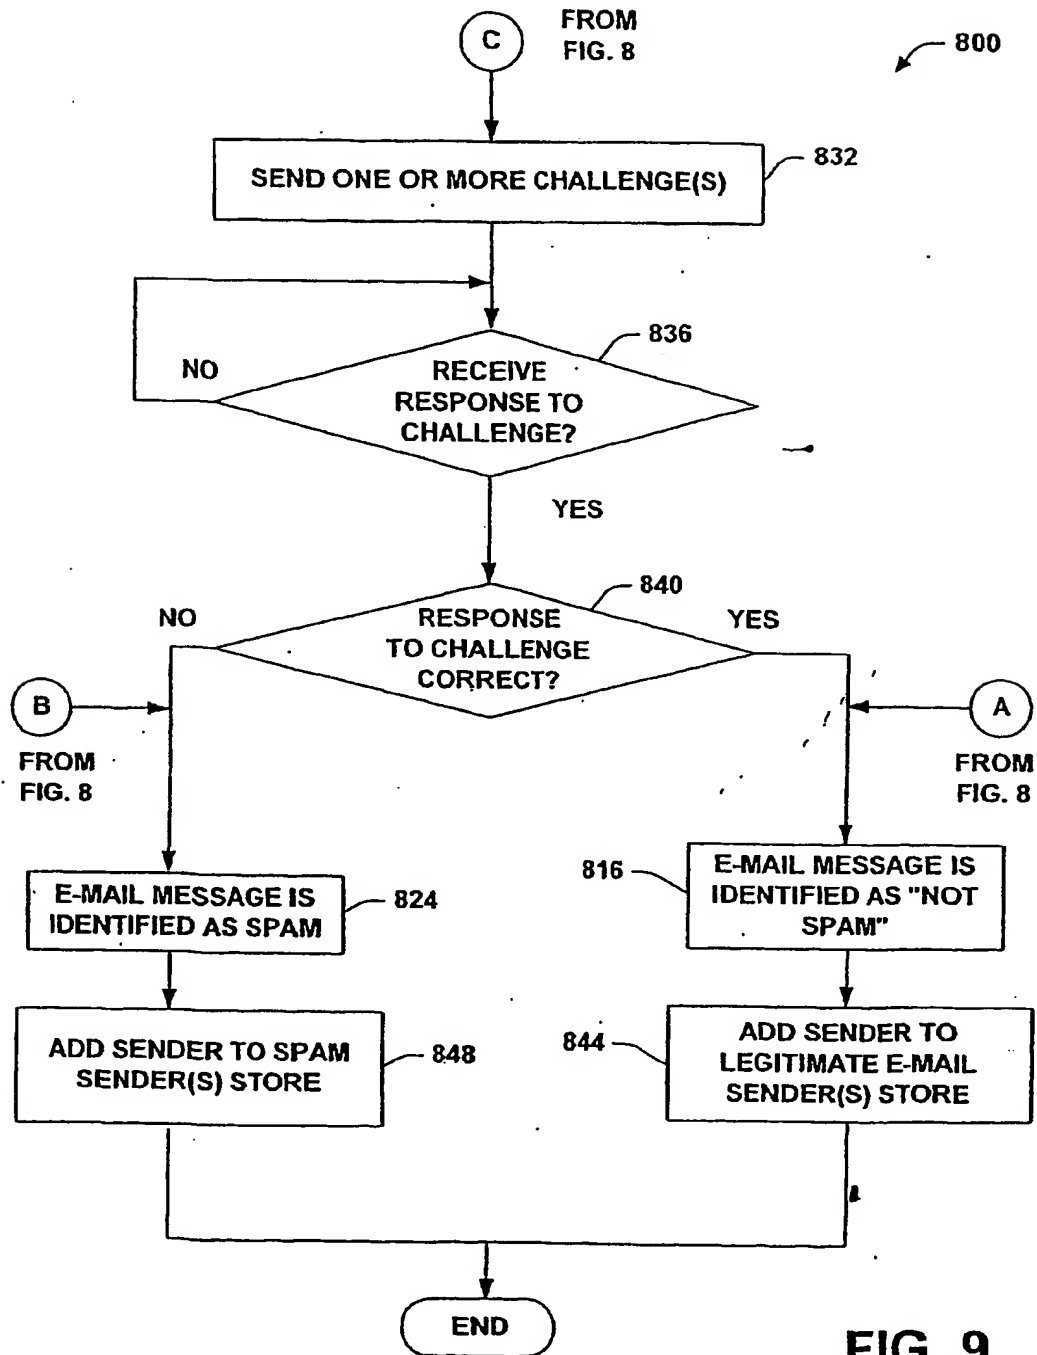 C
FROM
FIG. 8
800
SEND ONE OR MORE CHALLENGE(S)
832
836
NO
RECEIVE
RESPONSE TO
CHALLENGE?
YES
840
NO
RESPONSE
TO CHALLENGE
CORRECT?
YES
B
FROM
FIG. 8
A
FROM
FIG. 8
E-MAIL MESSAGE IS
IDENTIFIED AS SPAM
824
816
E-MAIL MESSAGE IS
IDENTIFIED AS "NOT
SPAM"
ADD SENDER TO SPAM
SENDER(S) STORE
848
844
ADD SENDER TO
LEGITIMATE E-MAIL
SENDER(S) STORE
END
FIG. 9